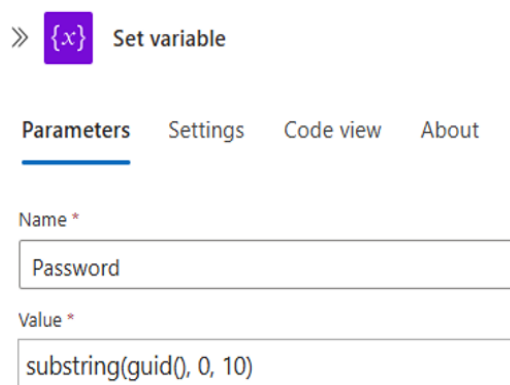 {x} Set variable
Parameters Settings Code view About
Name *
Password
Value *
substring(guid(), 0, 10)